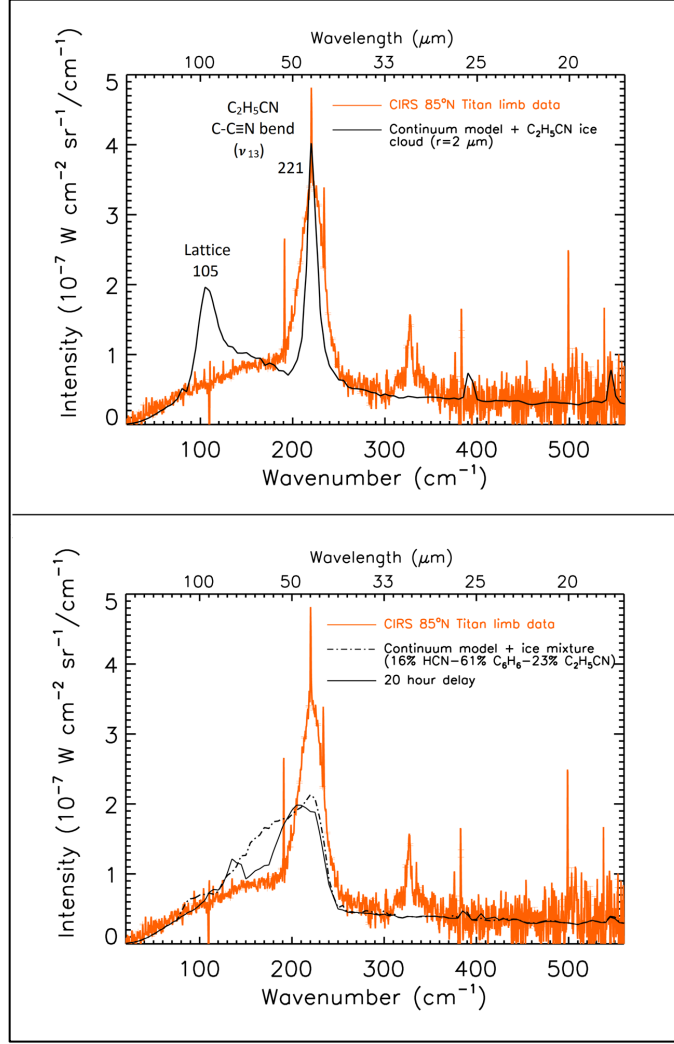 Wavelength (μm)
100 50 33 25 20
5
4
3
2
1
0
Intensity (10⁻⁷ W cm⁻² sr⁻¹/cm⁻¹)
C₂H₅CN
C-C≡N bend
(ν₁₃)
221
Lattice
105
CIRS 85°N Titan limb data
Continuum model + C₂H₅CN ice
cloud (r=2 μm)
100 200 300 400 500
Wavenumber (cm⁻¹)
Wavelength (μm)
100 50 33 25 20
5
4
3
2
1
0
Intensity (10⁻⁷ W cm⁻² sr⁻¹/cm⁻¹)
CIRS 85°N Titan limb data
Continuum model + ice mixture
(16% HCN–61% C₆H₆–23% C₂H₅CN)
20 hour delay
100 200 300 400 500
Wavenumber (cm⁻¹)